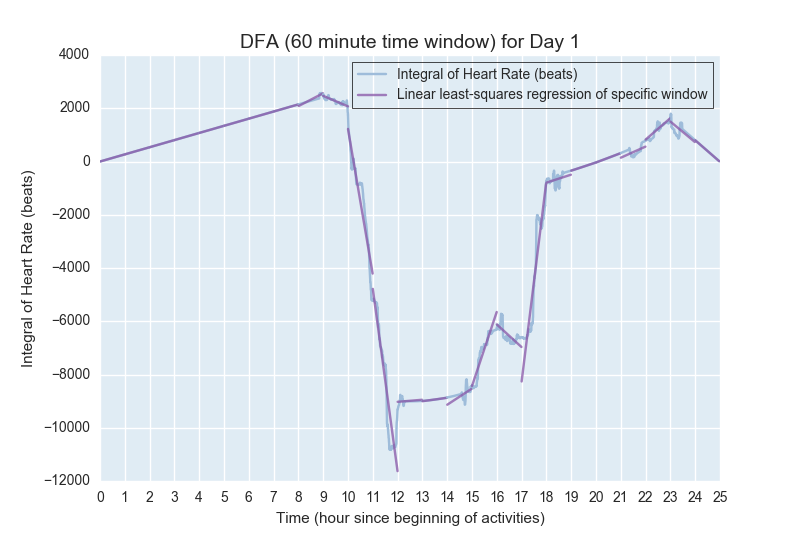 DFA (60 minute time window) for Day 1
Integral of Heart Rate (beats)
Linear least-squares regression of specific window
4000
2000
0
−2000
−4000
−6000
−8000
−10000
−12000
Integral of Heart Rate (beats)
0 1 2 3 4 5 6 7 8 9 10 11 12 13 14 15 16 17 18 19 20 21 22 23 24 25
Time (hour since beginning of activities)